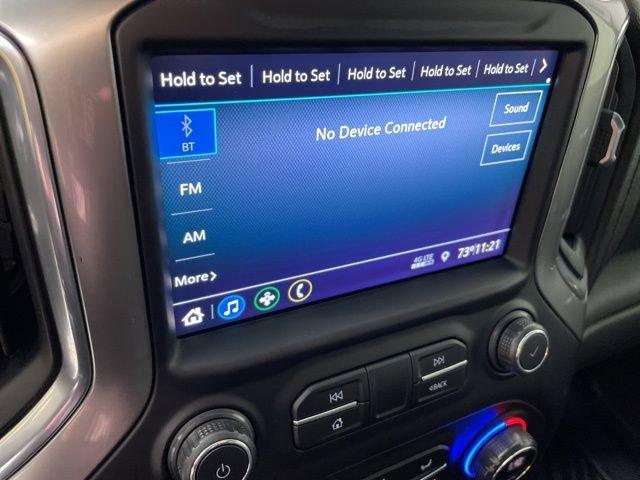 Hold to Set Hold to Set Hold to Set Hold to Set Hold to Set
BT
No Device Connected
Sound
Devices
FM
AM
More
4G LTE 73° 11:21
BACK